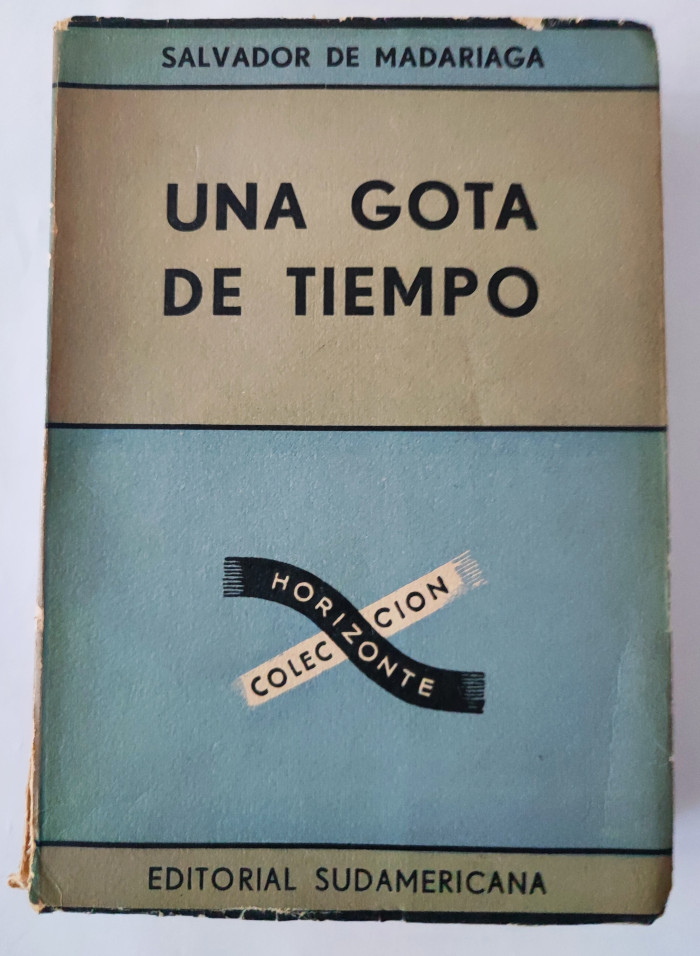 SALVADOR DE MADARIAGA
UNA GOTA
DE TIEMPO
COLECCION
HORIZONTE
EDITORIAL SUDAMERICANA